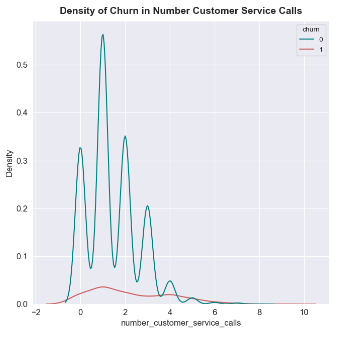 Density of Churn in Number Customer Service Calls
churn
0
1
0.5
0.4
0.3
0.2
0.1
0.0
Density
−2 0 2 4 6 8 10
number_customer_service_calls